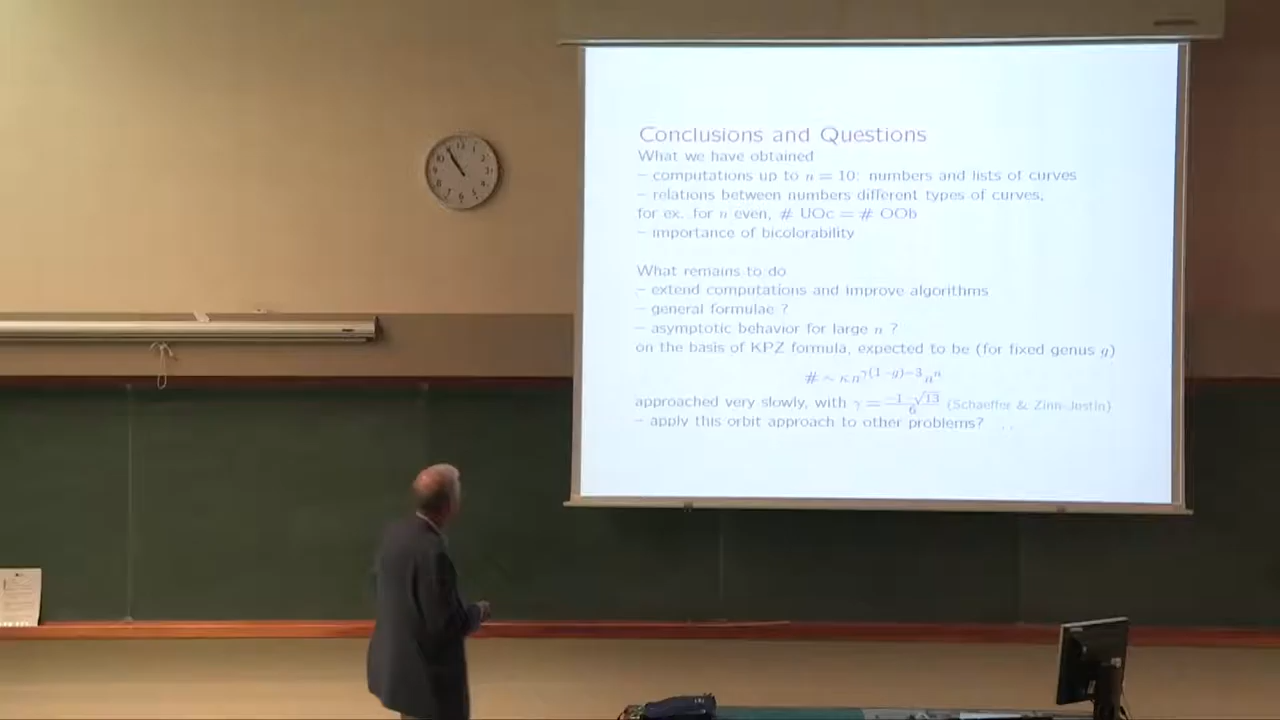 Conclusions and Questions
What we have obtained
– computations up to n = 10: numbers and lists of curves
– relations between numbers different types of curves,
for ex. for n even, # UOc = # OOb
– importance of bicolorability
What remains to do
– extend computations and improve algorithms
– general formulae ?
– asymptotic behavior for large n ?
on the basis of KPZ formula, expected to be (for fixed genus g)
# ~ κ n^{γ(1-g)-3} n^n
approached very slowly, with γ = (-1-√13)/6 (Schaeffer & Zinn-Justin)
– apply this orbit approach to other problems? ...